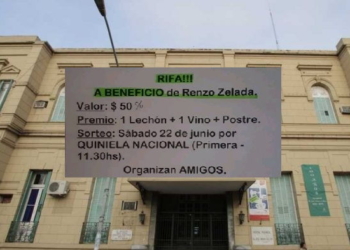 RIFA!!!
A BENEFICIO de Renzo Zelada.
Valor: $ 50
Premio: 1 Lechón + 1 Vino + Postre.
Sorteo: Sábado 22 de junio por
QUINIELA NACIONAL (Primera -
11.30hs).
Organizan AMIGOS.